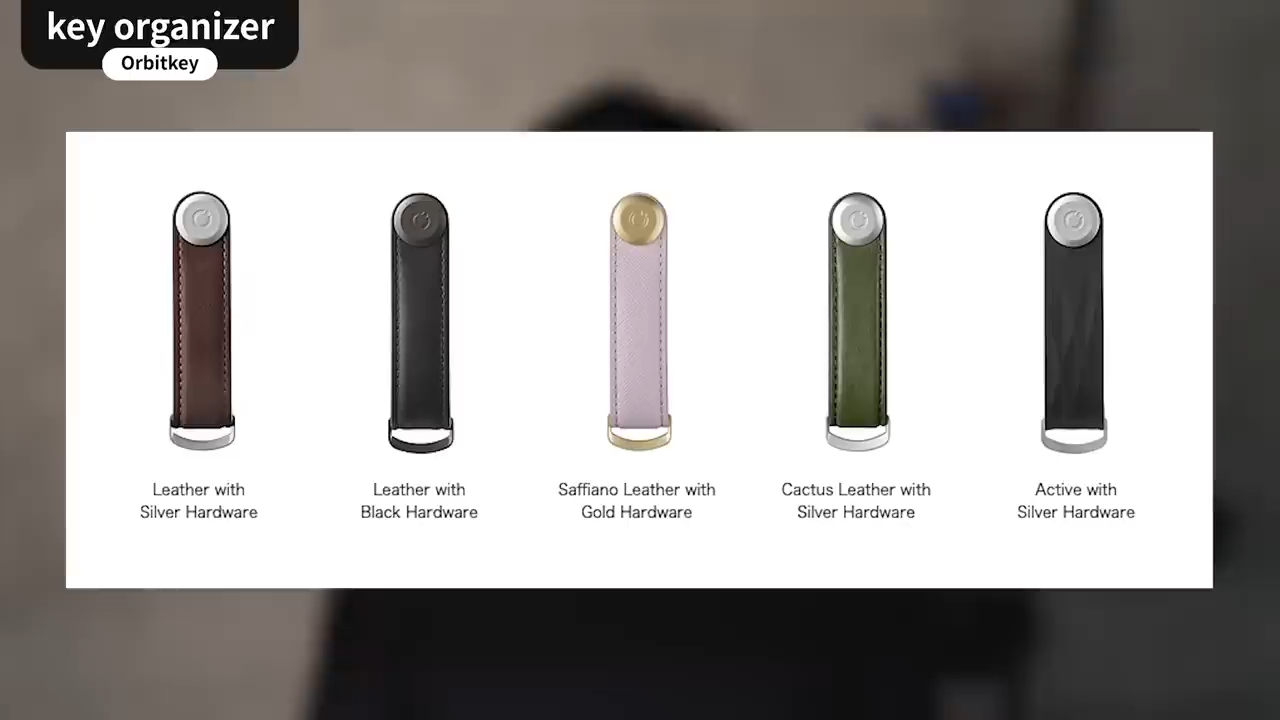 key organizer
Orbitkey
Leather with
Silver Hardware
Leather with
Black Hardware
Saffiano Leather with
Gold Hardware
Cactus Leather with
Silver Hardware
Active with
Silver Hardware